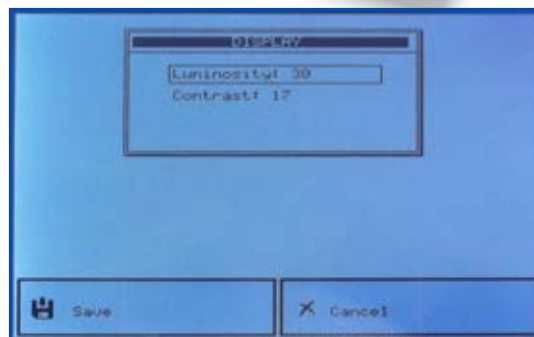 DISPLAY
Luminosity: 30
Contrast: 17
Save
Cancel